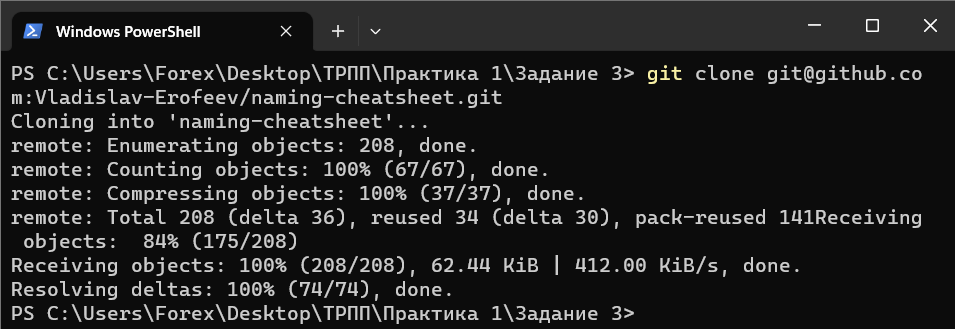 Windows PowerShell
PS C:\Users\Forex\Desktop\ТРПП\Практика 1\Задание 3> git clone git@github.co
m:Vladislav-Erofeev/naming-cheatsheet.git
Cloning into 'naming-cheatsheet'...
remote: Enumerating objects: 208, done.
remote: Counting objects: 100% (67/67), done.
remote: Compressing objects: 100% (37/37), done.
remote: Total 208 (delta 36), reused 34 (delta 30), pack-reused 141Receiving
 objects:  84% (175/208)
Receiving objects: 100% (208/208), 62.44 KiB | 412.00 KiB/s, done.
Resolving deltas: 100% (74/74), done.
PS C:\Users\Forex\Desktop\ТРПП\Практика 1\Задание 3>